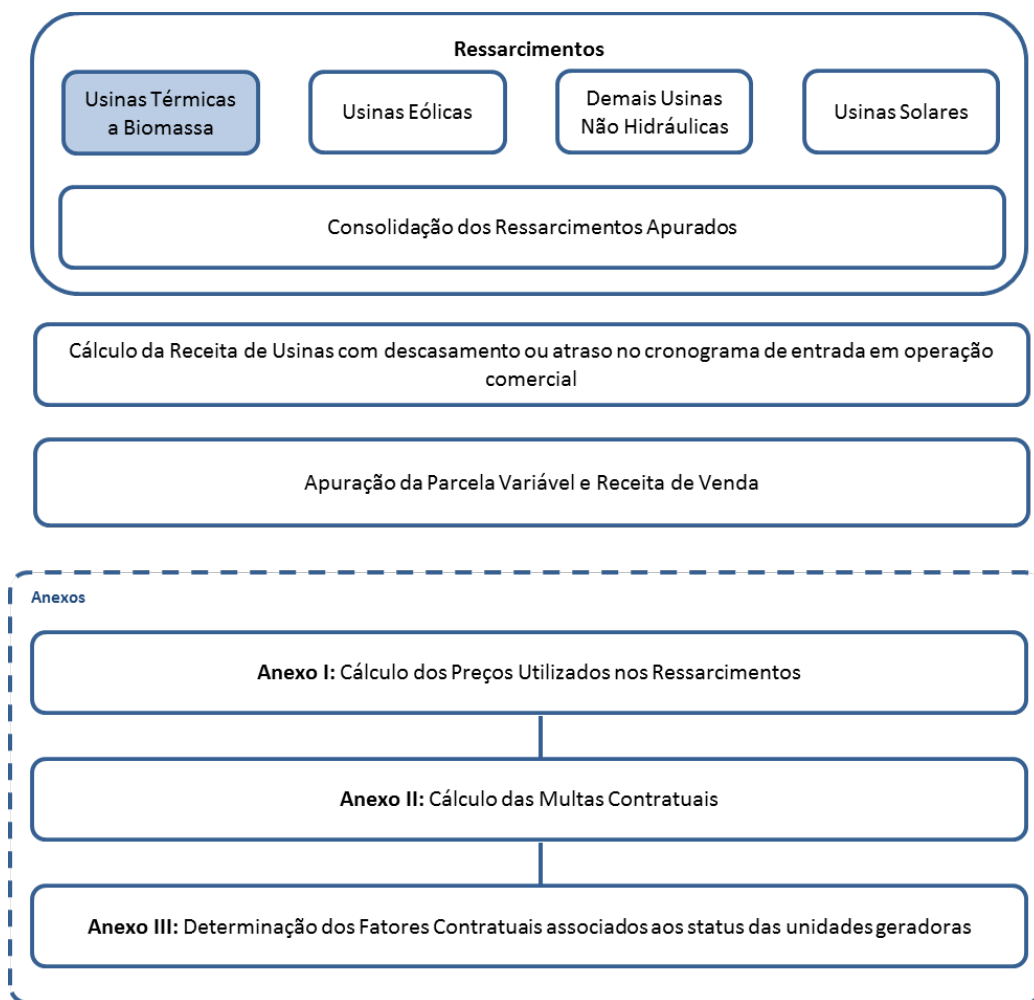 Ressarcimentos
Usinas Térmicas
a Biomassa
Usinas Eólicas
Demais Usinas
Não Hidráulicas
Usinas Solares
Consolidação dos Ressarcimentos Apurados
Cálculo da Receita de Usinas com descasamento ou atraso no cronograma de entrada em operação
comercial
Apuração da Parcela Variável e Receita de Venda
Anexos
Anexo I: Cálculo dos Preços Utilizados nos Ressarcimentos
Anexo II: Cálculo das Multas Contratuais
Anexo III: Determinação dos Fatores Contratuais associados aos status das unidades geradoras